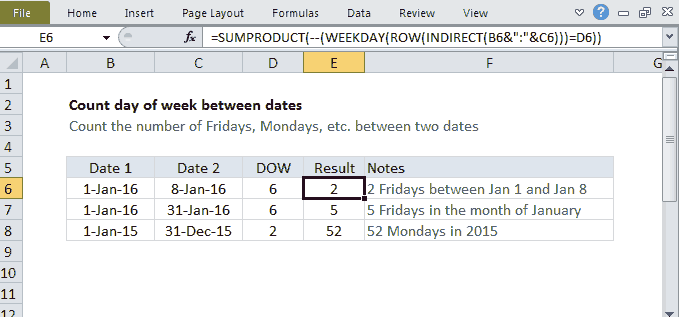 File Home Insert Page Layout Formulas Data Review View
E6 fx =SUMPRODUCT(--(WEEKDAY(ROW(INDIRECT(B6&":"&C6)))=D6))
A B C D E F G
1
2 Count day of week between dates
3 Count the number of Fridays, Mondays, etc. between two dates
4
5 Date 1 Date 2 DOW Result Notes
6 1-Jan-16 8-Jan-16 6 2 2 Fridays between Jan 1 and Jan 8
7 1-Jan-16 31-Jan-16 6 5 5 Fridays in the month of January
8 1-Jan-15 31-Dec-15 2 52 52 Mondays in 2015
9
10
11
12